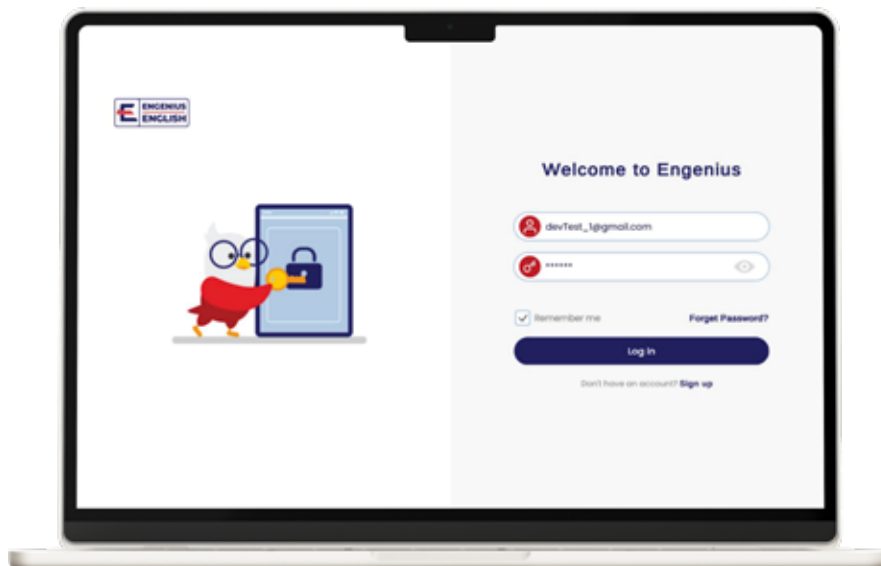 ENGENIUS
ENGLISH
Welcome to Engenius
devTest_1@gmail.com
******
Remember me
Forget Password?
Log In
Don't have an account? Sign up